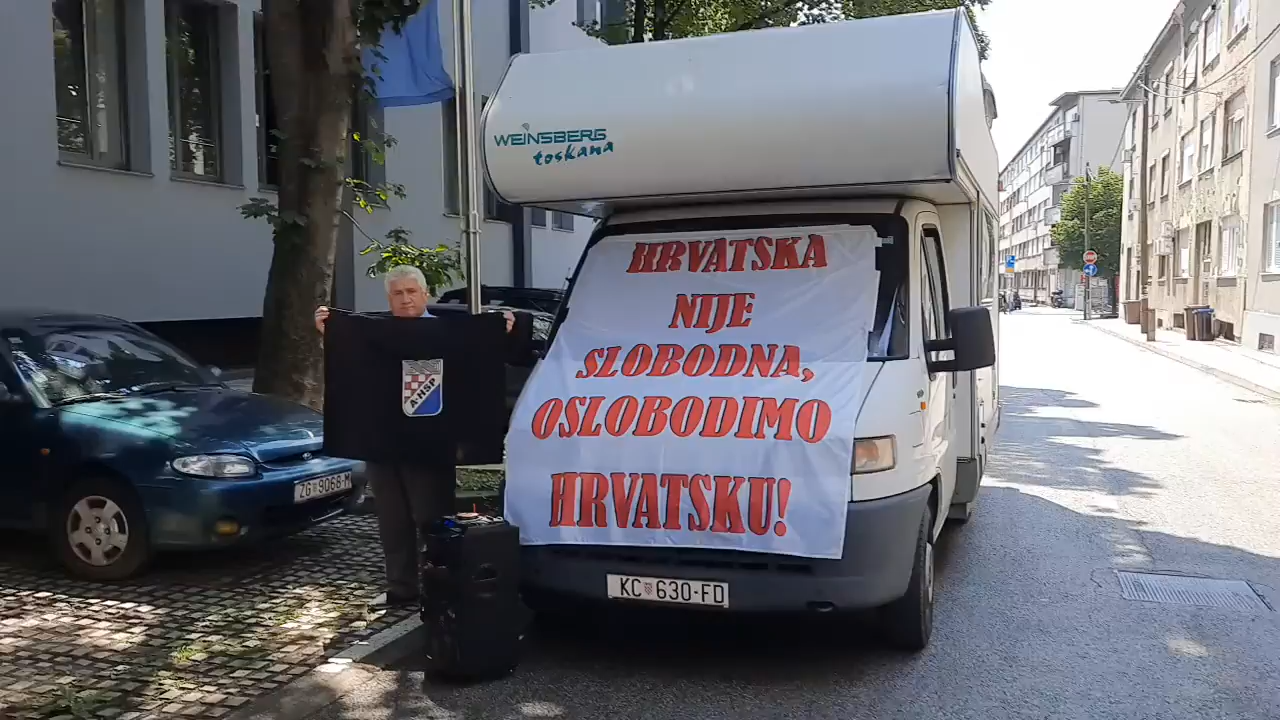 WEINSBERG
toskana
HRVATSKA
NIJE
SLOBODNA,
OSLOBODIMO
HRVATSKU!
A-HSP
ZG·9068-M
KC 630-FD